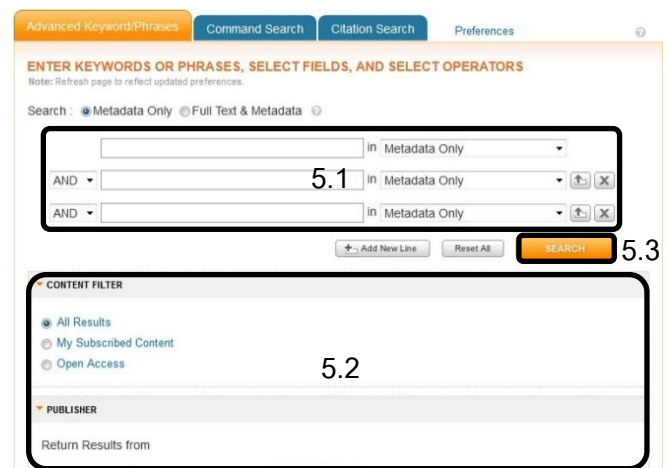 Advanced Keyword/Phrases Command Search Citation Search Preferences
ENTER KEYWORDS OR PHRASES, SELECT FIELDS, AND SELECT OPERATORS
Note: Refresh page to reflect updated preferences.
Search : Metadata Only Full Text & Metadata
in Metadata Only
AND 5.1 in Metadata Only
AND in Metadata Only
Add New Line Reset All SEARCH 5.3
CONTENT FILTER
All Results
My Subscribed Content
Open Access
5.2
PUBLISHER
Return Results from